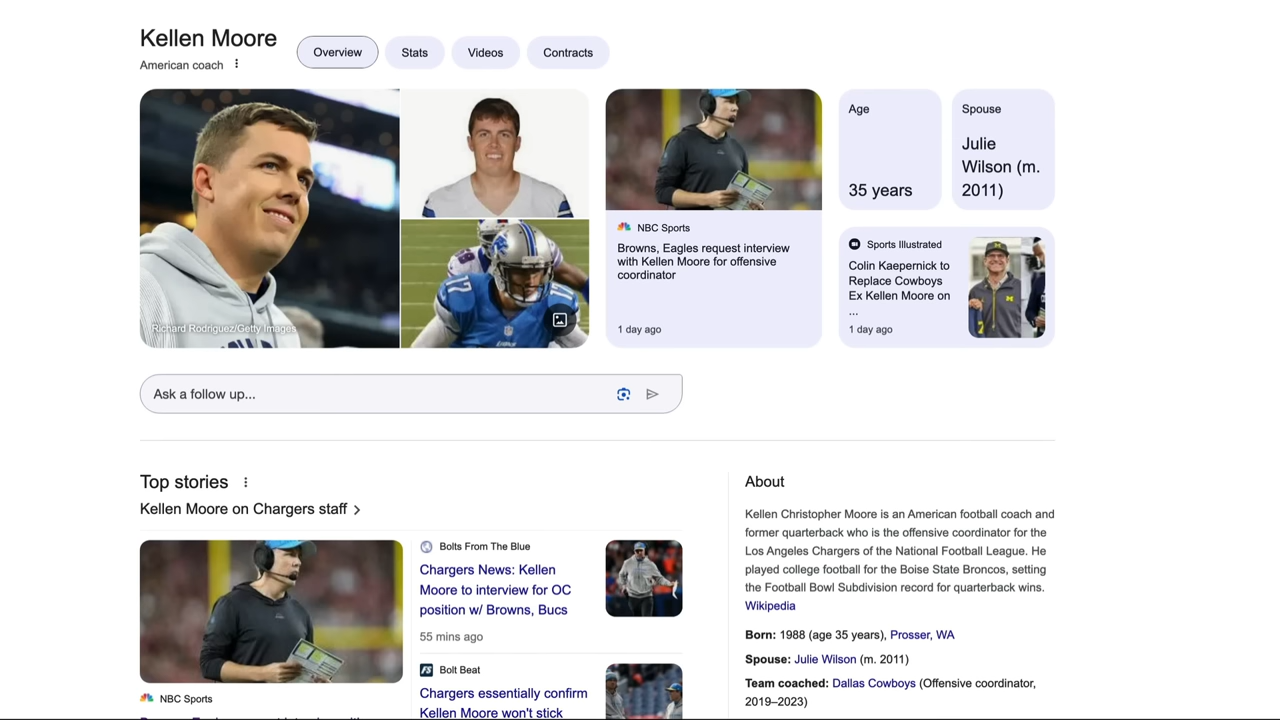 Kellen Moore
American coach
Overview
Stats
Videos
Contracts
Richard Rodriguez/Getty Images
17
NBC Sports
Browns, Eagles request interview
with Kellen Moore for offensive
coordinator
1 day ago
Age
35 years
Spouse
Julie
Wilson (m.
2011)
Sports Illustrated
Colin Kaepernick to
Replace Cowboys
Ex Kellen Moore on
...
1 day ago
Ask a follow up...
Top stories
Kellen Moore on Chargers staff
NBC Sports
Bolts From The Blue
Chargers News: Kellen
Moore to interview for OC
position w/ Browns, Bucs
55 mins ago
Bolt Beat
Chargers essentially confirm
Kellen Moore won't stick
About
Kellen Christopher Moore is an American football coach and
former quarterback who is the offensive coordinator for the
Los Angeles Chargers of the National Football League. He
played college football for the Boise State Broncos, setting
the Football Bowl Subdivision record for quarterback wins.
Wikipedia
Born: 1988 (age 35 years), Prosser, WA
Spouse: Julie Wilson (m. 2011)
Team coached: Dallas Cowboys (Offensive coordinator,
2019–2023)